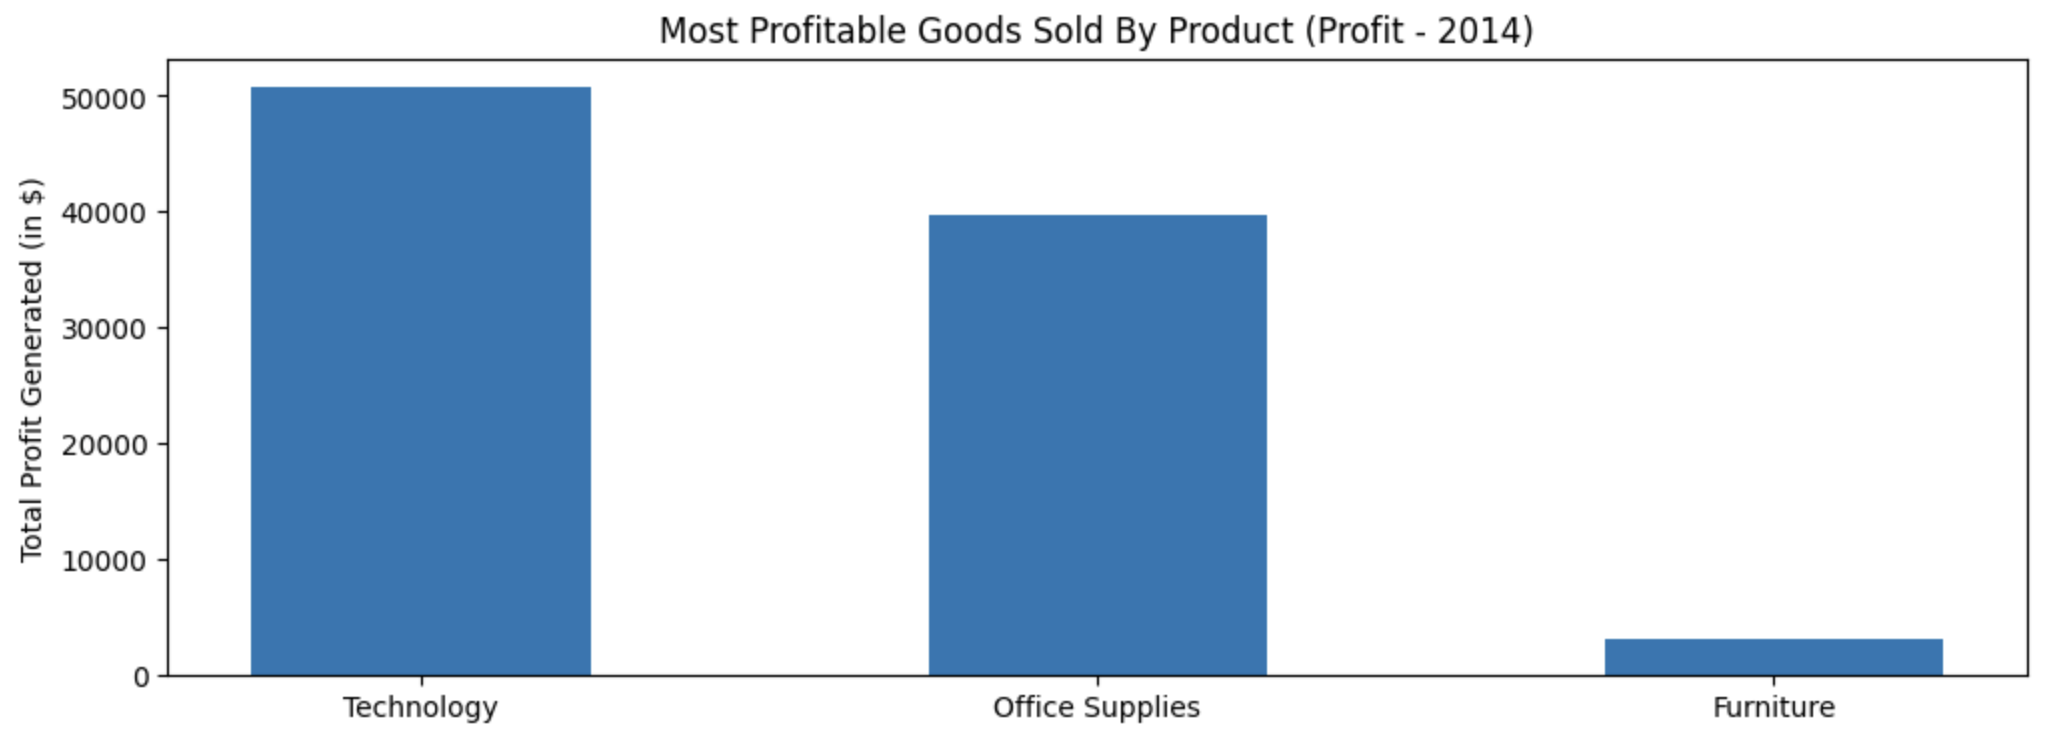 Most Profitable Goods Sold By Product (Profit - 2014)
Total Profit Generated (in $)
50000
40000
30000
20000
10000
0
Technology
Office Supplies
Furniture